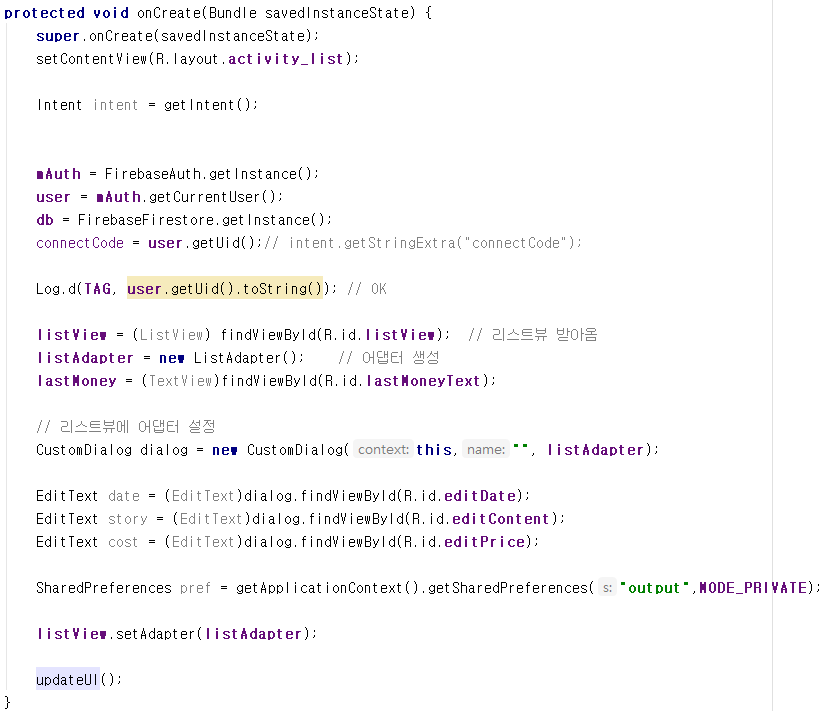 protected void onCreate(Bundle savedInstanceState) {
super.onCreate(savedInstanceState);
setContentView(R.layout.activity_list);
Intent intent = getIntent();
mAuth = FirebaseAuth.getInstance();
user = mAuth.getCurrentUser();
db = FirebaseFirestore.getInstance();
connectCode = user.getUid();// intent.getStringExtra("connectCode");
Log.d(TAG, user.getUid().toString()); // OK
listView = (ListView) findViewById(R.id.listView);  // 리스트뷰 받아옴
listAdapter = new ListAdapter();    // 어댑터 생성
lastMoney = (TextView)findViewById(R.id.lastMoneyText);
// 리스트뷰에 어댑터 설정
CustomDialog dialog = new CustomDialog( context: this, name: "", listAdapter);
EditText date = (EditText)dialog.findViewById(R.id.editDate);
EditText story = (EditText)dialog.findViewById(R.id.editContent);
EditText cost = (EditText)dialog.findViewById(R.id.editPrice);
SharedPreferences pref = getApplicationContext().getSharedPreferences( s: "output",MODE_PRIVATE);
listView.setAdapter(listAdapter);
updateUI();
}